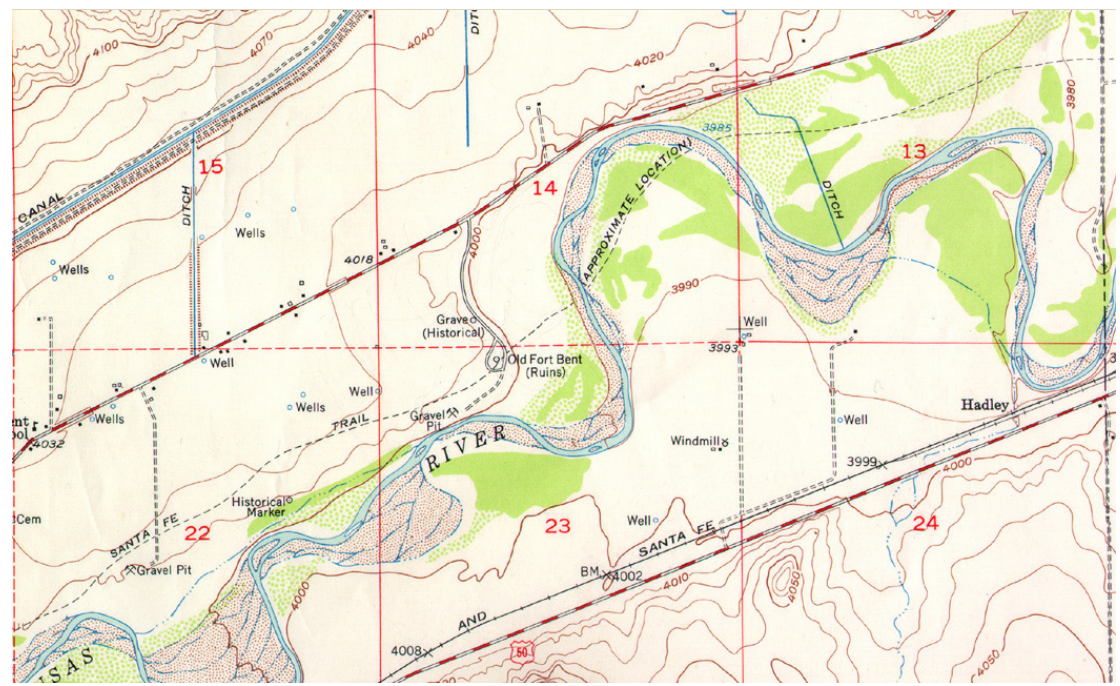 4100
4070
4040
DITCH
4020
3980
CANAL
15
DITCH
Wells
Wells
14
3985
13
(APPROXIMATE LOCATION)
DITCH
4018
4000
3990
Grave
(Historical)
Well
3993
Old Fort Bent
(Ruins)
Well
Well
Wells
Wells
TRAIL
Gravel
Pit
RIVER
Hadley
Well
Windmill
4032
3999
4000
Historical
Marker
Cem
SANTA FE
22
23
Well
SANTA FE
24
Gravel Pit
BM
4002
4010
4050
4000
AND
4008
50
4050